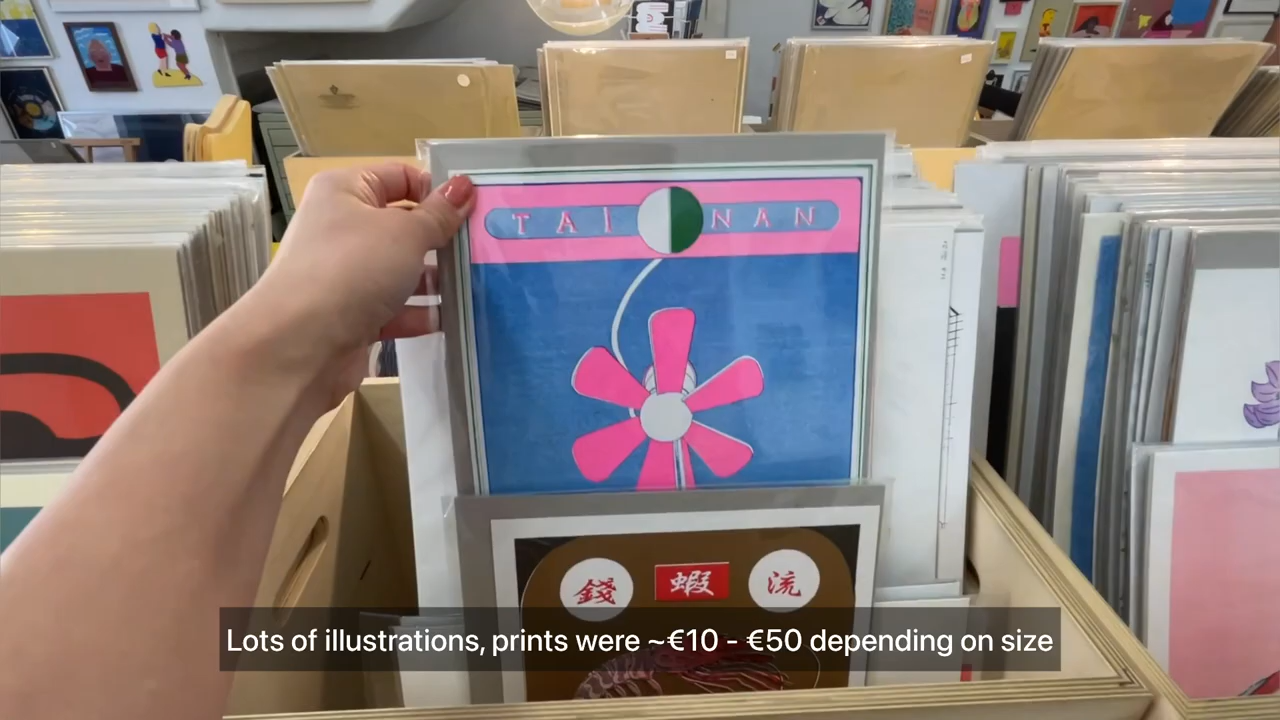 TAI NAN
錢 蝦 流
Lots of illustrations, prints were ~€10 - €50 depending on size